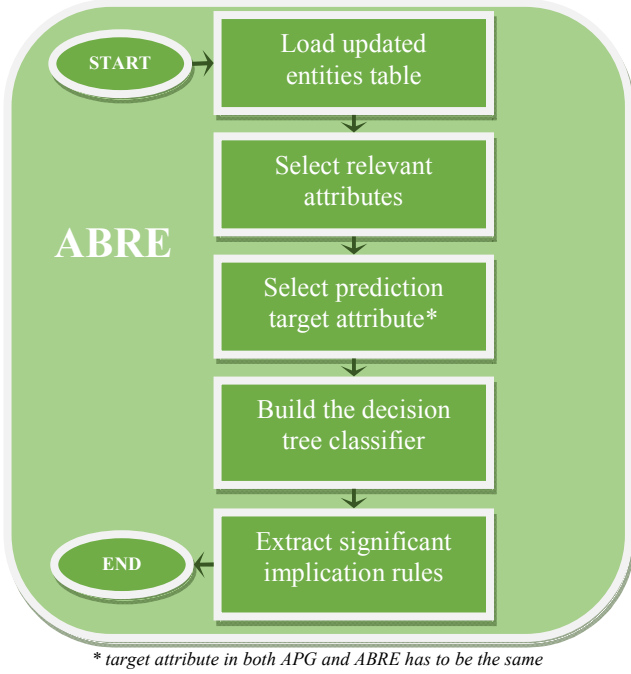 START
Load updated
entities table
Select relevant
attributes
ABRE
Select prediction
target attribute*
Build the decision
tree classifier
Extract significant
implication rules
END
* target attribute in both APG and ABRE has to be the same